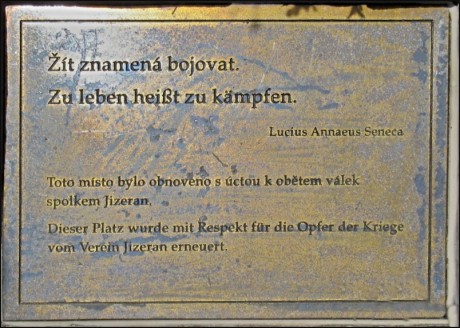 Žít znamená bojovat.
Zu leben heißt zu kämpfen.
Lucius Annaeus Seneca
Toto místo bylo obnoveno s úctou k obětem válek
spolkem Jizeran.
Dieser Platz wurde mit Respekt für die Opfer der Kriege
vom Verein Jizeran erneuert.